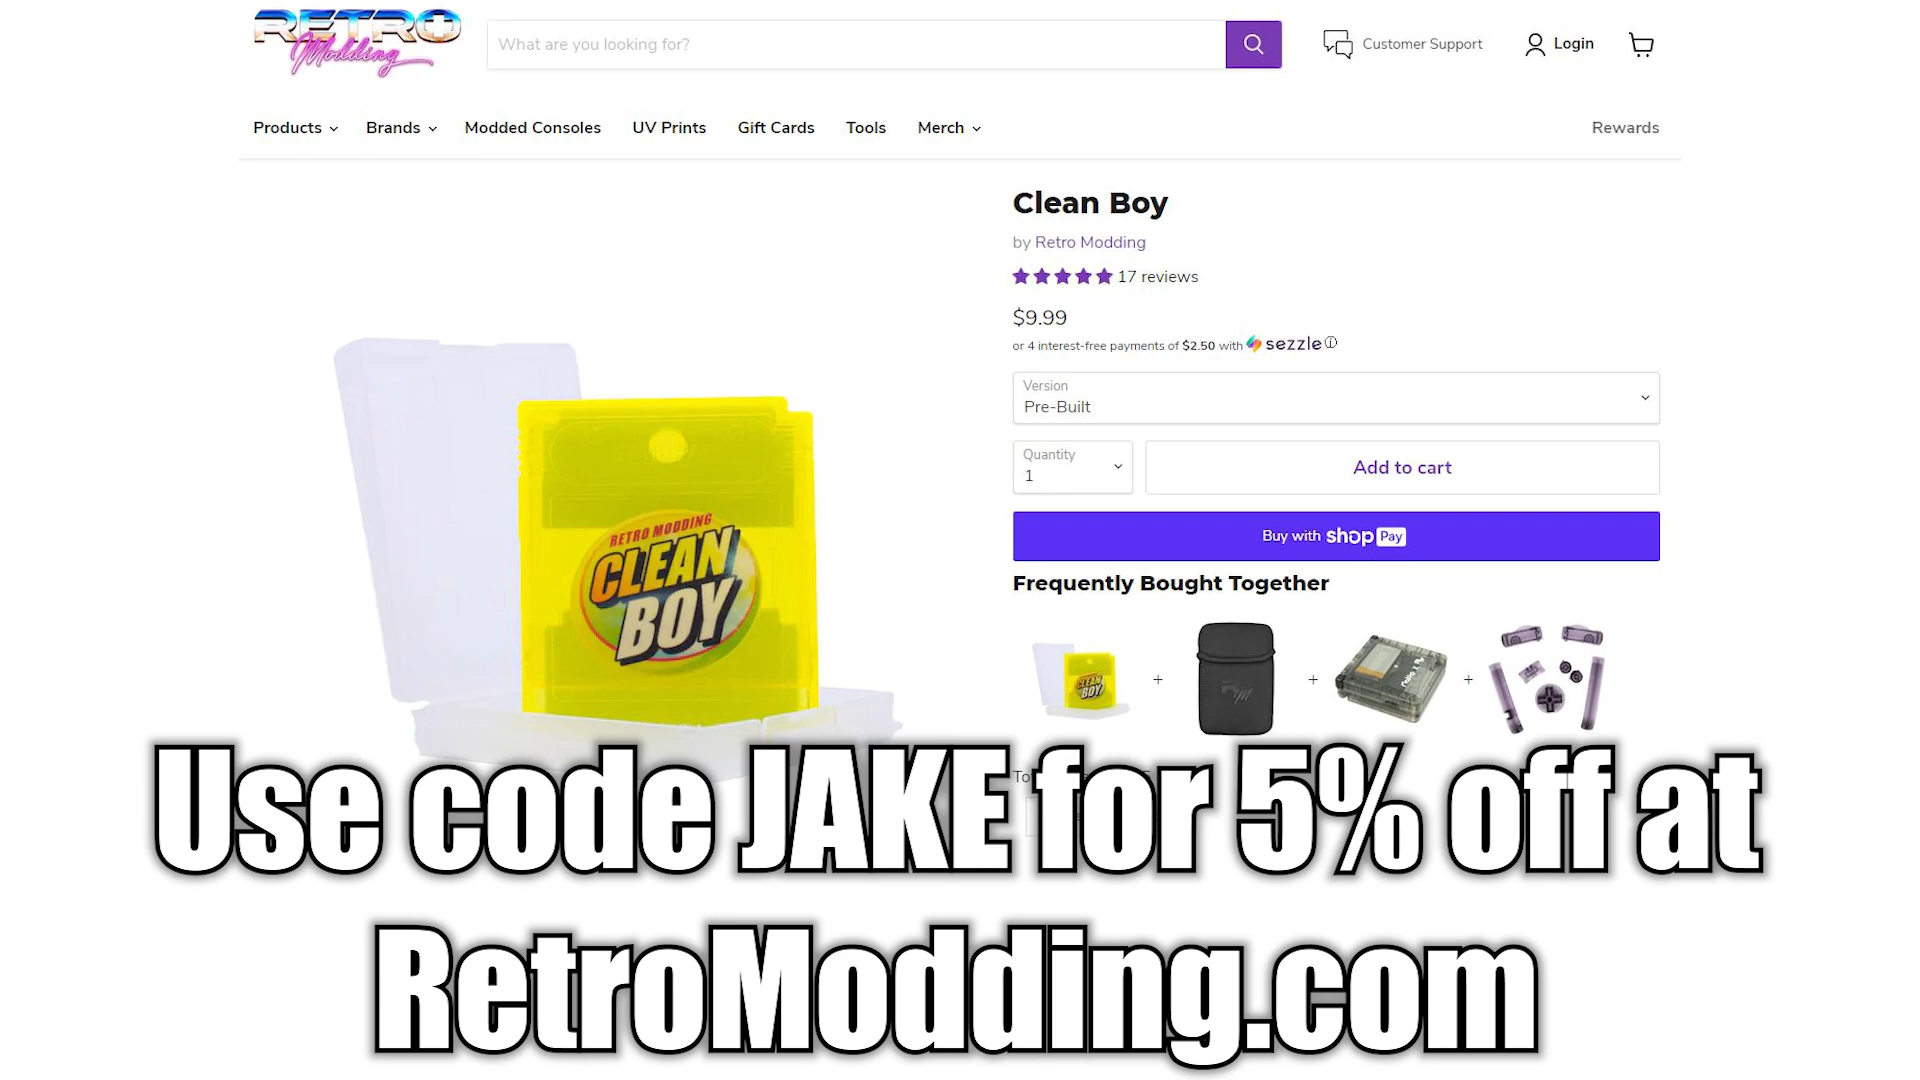 RETRO
Modding
What are you looking for?
Customer Support
Login
Products
Brands
Modded Consoles
UV Prints
Gift Cards
Tools
Merch
Rewards
Clean Boy
by Retro Modding
17 reviews
$9.99
or 4 interest-free payments of $2.50 with sezzle
Version
Pre-Built
Quantity
1
Add to cart
Buy with shop Pay
Frequently Bought Together
RETRO MODDING
CLEAN
BOY
CLEAN
BOY
Use code JAKE for 5% off at
RetroModding.com